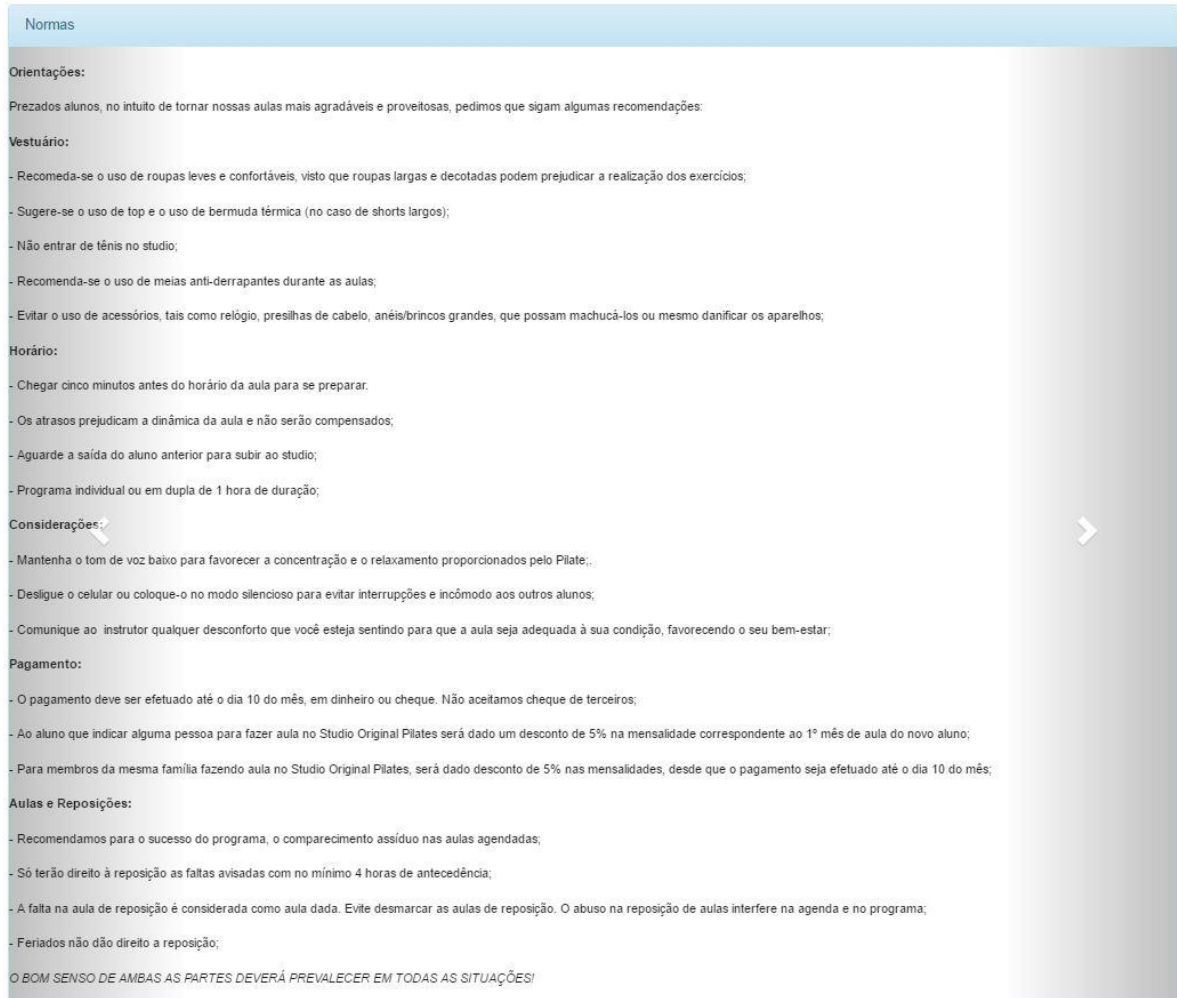 Normas
Orientações:
Prezados alunos, no intuito de tornar nossas aulas mais agradáveis e proveitosas, pedimos que sigam algumas recomendações:
Vestuário:
- Recomeda-se o uso de roupas leves e confortáveis, visto que roupas largas e decotadas podem prejudicar a realização dos exercícios;
- Sugere-se o uso de top e o uso de bermuda térmica (no caso de shorts largos);
- Não entrar de tênis no studio;
- Recomenda-se o uso de meias anti-derrapantes durante as aulas;
- Evitar o uso de acessórios, tais como relógio, presilhas de cabelo, anéis/brincos grandes, que possam machucá-los ou mesmo danificar os aparelhos;
Horário:
- Chegar cinco minutos antes do horário da aula para se preparar.
- Os atrasos prejudicam a dinâmica da aula e não serão compensados;
- Aguarde a saída do aluno anterior para subir ao studio;
- Programa individual ou em dupla de 1 hora de duração;
Considerações:
- Mantenha o tom de voz baixo para favorecer a concentração e o relaxamento proporcionados pelo Pilate;.
- Desligue o celular ou coloque-o no modo silencioso para evitar interrupções e incômodo aos outros alunos;
- Comunique ao  instrutor qualquer desconforto que você esteja sentindo para que a aula seja adequada à sua condição, favorecendo o seu bem-estar;
Pagamento:
- O pagamento deve ser efetuado até o dia 10 do mês, em dinheiro ou cheque. Não aceitamos cheque de terceiros;
- Ao aluno que indicar alguma pessoa para fazer aula no Studio Original Pilates será dado um desconto de 5% na mensalidade correspondente ao 1º mês de aula do novo aluno;
- Para membros da mesma família fazendo aula no Studio Original Pilates, será dado desconto de 5% nas mensalidades, desde que o pagamento seja efetuado até o dia 10 do mês;
Aulas e Reposições:
- Recomendamos para o sucesso do programa, o comparecimento assíduo nas aulas agendadas;
- Só terão direito à reposição as faltas avisadas com no mínimo 4 horas de antecedência;
- A falta na aula de reposição é considerada como aula dada. Evite desmarcar as aulas de reposição. O abuso na reposição de aulas interfere na agenda e no programa;
- Feriados não dão direito a reposição;
O BOM SENSO DE AMBAS AS PARTES DEVERÁ PREVALECER EM TODAS AS SITUAÇÕES!